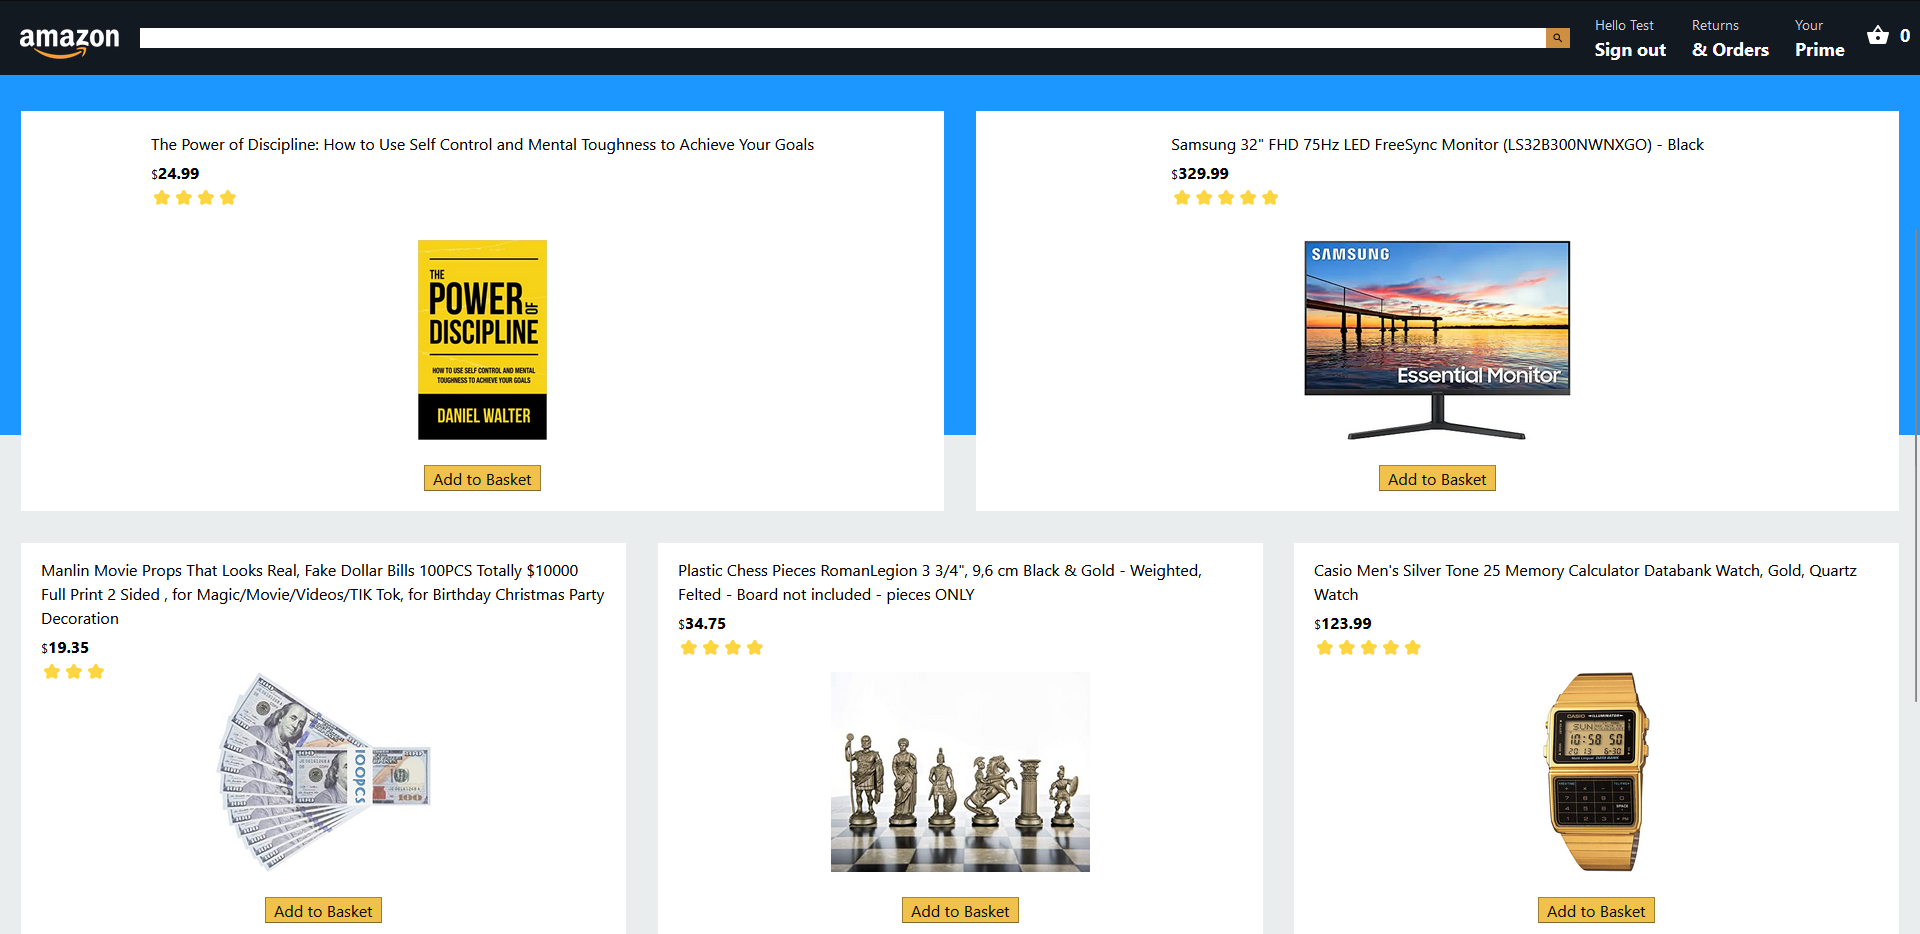 amazon
Hello Test
Sign out
Returns
& Orders
Your
Prime
0
The Power of Discipline: How to Use Self Control and Mental Toughness to Achieve Your Goals
$24.99
THE
POWER OF
DISCIPLINE
HOW TO USE SELF CONTROL AND MENTAL
TOUGHNESS TO ACHIEVE YOUR GOALS
DANIEL WALTER
Add to Basket
Samsung 32" FHD 75Hz LED FreeSync Monitor (LS32B300NWNXGO) - Black
$329.99
SAMSUNG
Essential Monitor
Add to Basket
Manlin Movie Props That Looks Real, Fake Dollar Bills 100PCS Totally $10000
Full Print 2 Sided , for Magic/Movie/Videos/TIK Tok, for Birthday Christmas Party
Decoration
$19.35
100PCS
100
Add to Basket
Plastic Chess Pieces RomanLegion 3 3/4", 9,6 cm Black & Gold - Weighted,
Felted - Board not included - pieces ONLY
$34.75
Add to Basket
Casio Men's Silver Tone 25 Memory Calculator Databank Watch, Gold, Quartz
Watch
$123.99
CASIO ILLUMINATOR
SUN
10:58 50
2013 6-30
Add to Basket